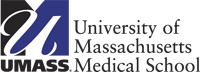 UMASS.
University of
Massachusetts
Medical School